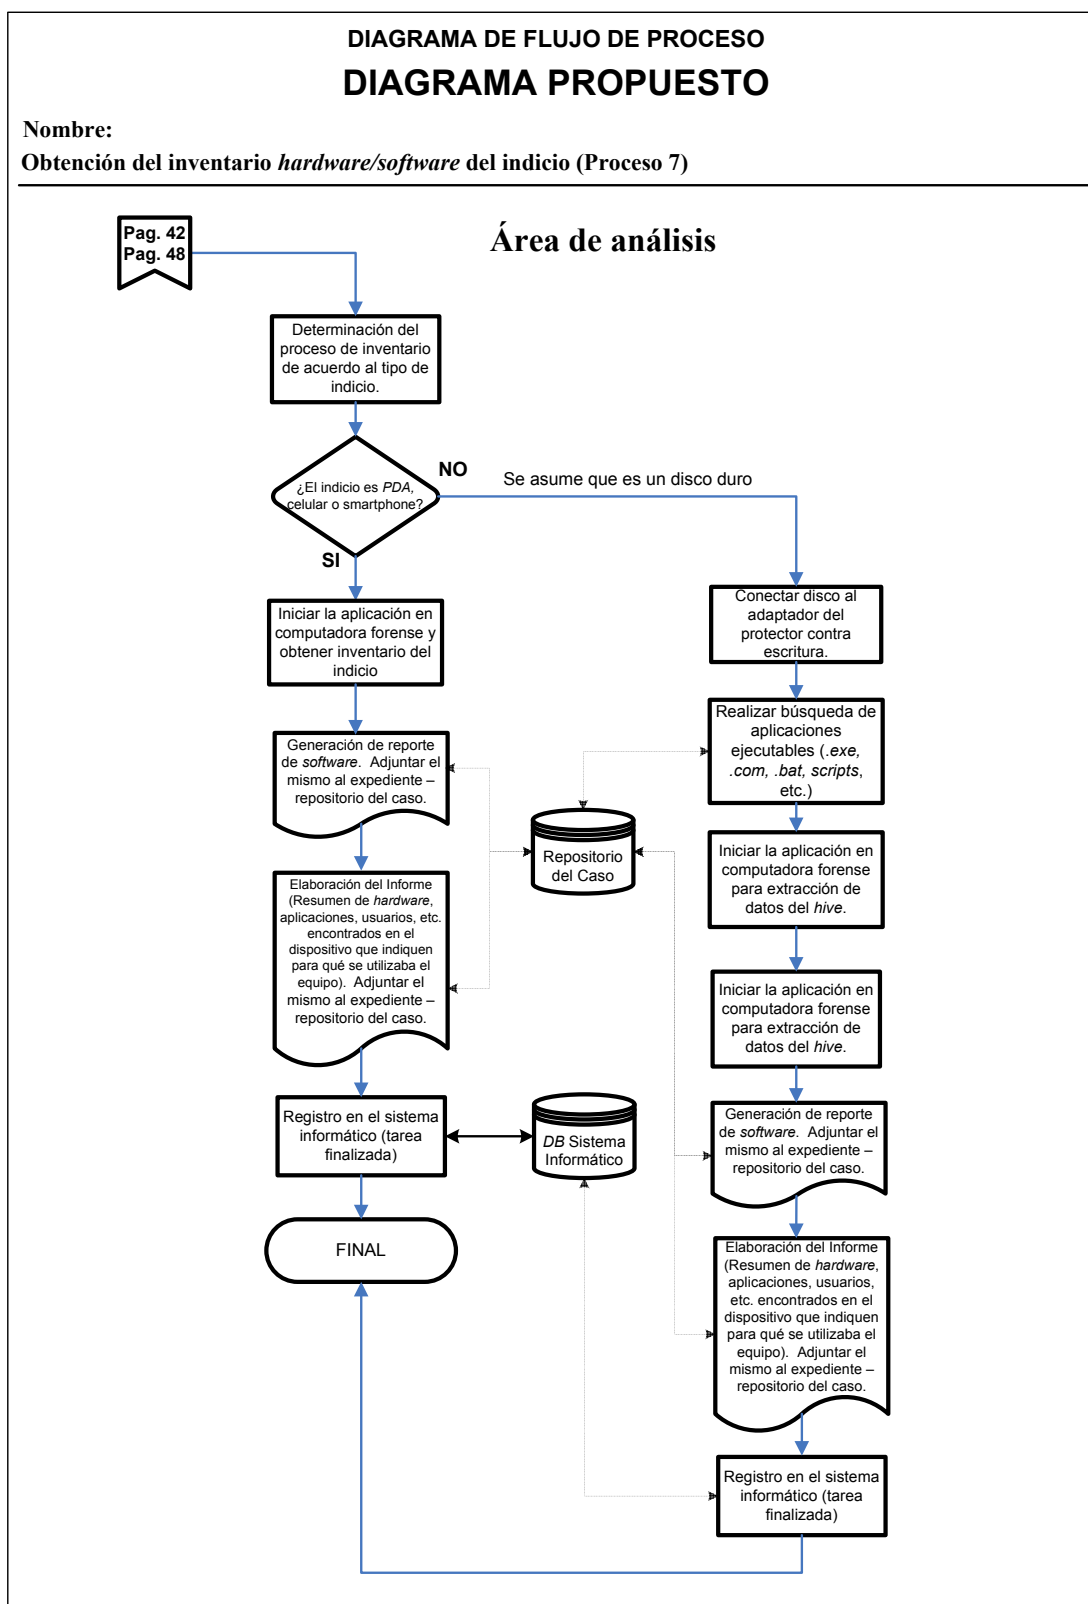 DIAGRAMA DE FLUJO DE PROCESO
DIAGRAMA PROPUESTO
Nombre:
Obtención del inventario hardware/software del indicio (Proceso 7)
Pag. 42
Pag. 48
Área de análisis
Determinación del
proceso de inventario
de acuerdo al tipo de
indicio.
¿El indicio es PDA,
celular o smartphone?
NO
Se asume que es un disco duro
SI
Iniciar la aplicación en
computadora forense y
obtener inventario del
indicio
Generación de reporte
de software. Adjuntar el
mismo al expediente –
repositorio del caso.
Elaboración del Informe
(Resumen de hardware,
aplicaciones, usuarios, etc.
encontrados en el
dispositivo que indiquen
para qué se utilizaba el
equipo). Adjuntar el
mismo al expediente –
repositorio del caso.
Registro en el sistema
informático (tarea
finalizada)
FINAL
Repositorio
del Caso
DB Sistema
Informático
Conectar disco al
adaptador del
protector contra
escritura.
Realizar búsqueda de
aplicaciones
ejecutables (.exe,
.com, .bat, scripts,
etc.)
Iniciar la aplicación en
computadora forense
para extracción de
datos del hive.
Iniciar la aplicación en
computadora forense
para extracción de
datos del hive.
Generación de reporte
de software. Adjuntar el
mismo al expediente –
repositorio del caso.
Elaboración del Informe
(Resumen de hardware,
aplicaciones, usuarios,
etc. encontrados en el
dispositivo que indiquen
para qué se utilizaba el
equipo). Adjuntar el
mismo al expediente –
repositorio del caso.
Registro en el sistema
informático (tarea
finalizada)